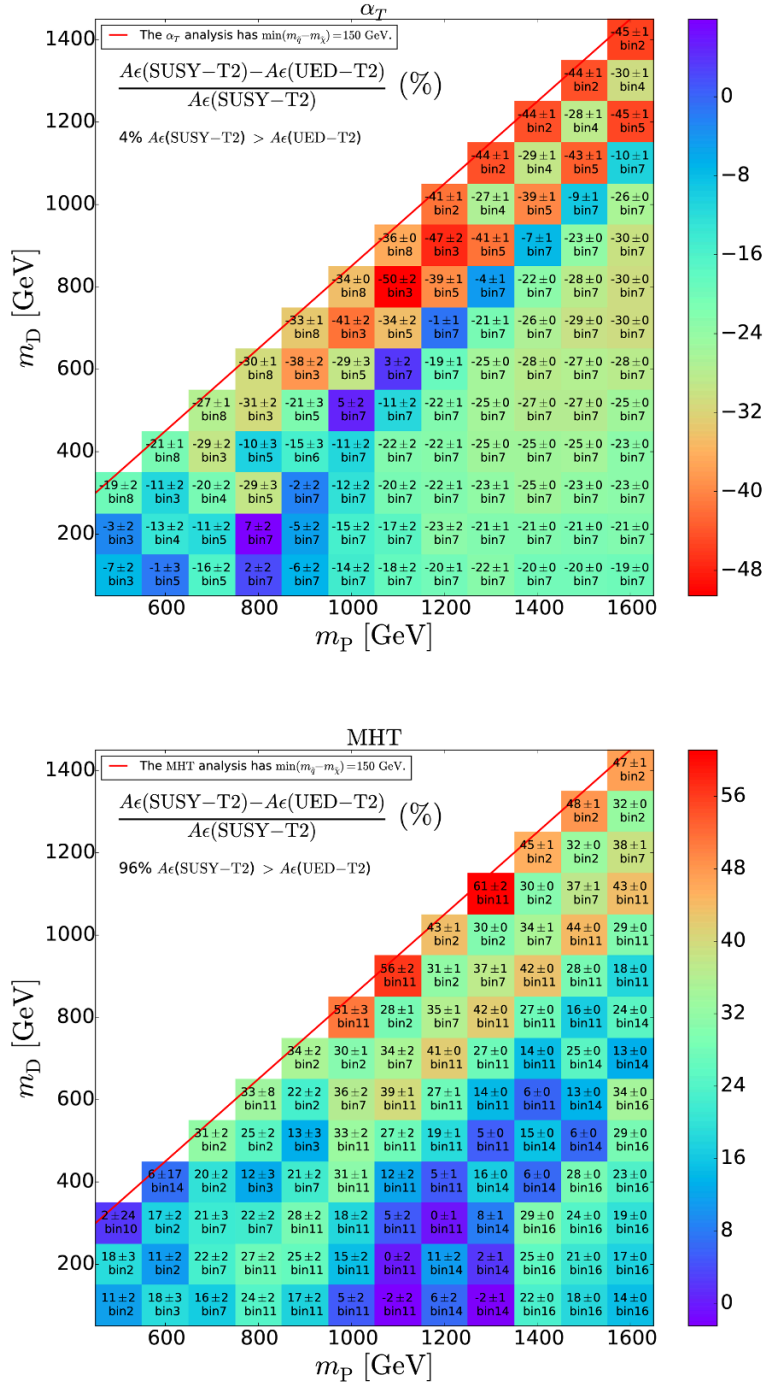 α_T
1450
The α_T analysis has min(m_q̃−m_χ̃)=150 GeV.
Aϵ(SUSY−T2)−Aϵ(UED−T2)
Aϵ(SUSY−T2)
(%)
4% Aϵ(SUSY−T2) > Aϵ(UED−T2)
m_D [GeV]
1400
1200
1000
800
600
400
200
-45±1
bin2
-44±1 -30±1
bin2 bin4
-44±1 -28±1 -45±1
bin2 bin4 bin5
-44±1 -29±1 -43±1 -10±1
bin2 bin4 bin5 bin7
-41±1 -27±1 -39±1 -9±1 -26±0
bin2 bin4 bin5 bin7 bin7
-36±0 -47±2 -41±1 -7±1 -23±0 -30±0
bin8 bin3 bin5 bin7 bin7 bin7
-34±0 -50±2 -39±1 -4±1 -22±0 -28±0 -30±0
bin8 bin3 bin5 bin7 bin7 bin7 bin7
-33±1 -41±2 -34±2 -1±1 -21±1 -26±0 -29±0 -30±0
bin8 bin3 bin5 bin7 bin7 bin7 bin7 bin7
-30±1 -38±2 -29±3 3±2 -19±1 -25±0 -28±0 -27±0 -28±0
bin8 bin3 bin5 bin7 bin7 bin7 bin7 bin7 bin7
-27±1 -31±2 -21±3 5±2 -11±2 -22±1 -25±0 -27±0 -27±0 -25±0
bin8 bin3 bin5 bin7 bin7 bin7 bin7 bin7 bin7 bin7
-21±1 -29±2 -10±3 -15±3 -11±2 -22±2 -22±1 -25±0 -25±0 -25±0 -23±0
bin8 bin3 bin5 bin6 bin7 bin7 bin7 bin7 bin7 bin7 bin7
-19±2 -11±2 -20±2 -29±3 -2±2 -12±2 -20±2 -22±1 -23±1 -25±0 -23±0 -23±0
bin8 bin3 bin4 bin5 bin7 bin7 bin7 bin7 bin7 bin7 bin7 bin7
-3±2 -13±2 -11±2 7±2 -5±2 -15±2 -17±2 -23±2 -21±1 -21±0 -21±0 -21±0
bin3 bin4 bin5 bin7 bin7 bin7 bin7 bin7 bin7 bin7 bin7 bin7
-7±2 -1±3 -16±2 2±2 -6±2 -14±2 -18±2 -20±1 -22±1 -20±0 -20±0 -19±0
bin3 bin5 bin5 bin7 bin7 bin7 bin7 bin7 bin7 bin7 bin7 bin7
600 800 1000 1200 1400 1600
m_P [GeV]
0
−8
−16
−24
−32
−40
−48
MHT
The MHT analysis has min(m_q̃−m_χ̃)=150 GeV.
Aϵ(SUSY−T2)−Aϵ(UED−T2)
Aϵ(SUSY−T2)
(%)
96% Aϵ(SUSY−T2) > Aϵ(UED−T2)
m_D [GeV]
1400
1200
1000
800
600
400
200
47±1
bin2
48±1 32±0
bin2 bin2
45±1 32±0 38±1
bin2 bin2 bin7
61±2 30±0 37±1 43±0
bin11 bin2 bin7 bin11
43±1 30±0 34±1 44±0 29±0
bin2 bin2 bin7 bin11 bin11
56±2 31±1 37±1 42±0 28±0 18±0
bin11 bin2 bin7 bin11 bin11 bin11
51±3 28±1 35±1 42±0 27±0 16±0 24±0
bin11 bin2 bin7 bin11 bin11 bin11 bin14
34±2 30±1 34±2 41±0 27±0 14±0 25±0 13±0
bin2 bin2 bin7 bin11 bin11 bin11 bin14 bin14
33±8 22±2 36±2 39±1 27±1 14±0 6±0 13±0 34±0
bin11 bin2 bin7 bin11 bin11 bin11 bin11 bin14 bin16
31±2 25±2 13±3 33±2 27±2 19±1 5±0 15±0 6±0 29±0
bin2 bin2 bin3 bin11 bin11 bin11 bin11 bin14 bin14 bin16
6±17 20±2 12±3 21±2 31±1 12±2 5±1 16±0 6±0 28±0 23±0
bin14 bin2 bin3 bin7 bin11 bin11 bin11 bin14 bin14 bin16 bin16
2±24 17±2 21±3 22±2 28±2 18±2 5±2 0±1 8±1 29±0 24±0 19±0
bin10 bin2 bin7 bin7 bin11 bin11 bin11 bin11 bin14 bin16 bin16 bin16
18±3 11±2 22±2 27±2 25±2 15±2 0±2 11±2 2±1 25±0 21±0 17±0
bin2 bin2 bin7 bin11 bin11 bin11 bin11 bin14 bin14 bin16 bin16 bin16
11±2 18±3 16±2 24±2 17±2 5±2 -2±2 6±2 -2±1 22±0 18±0 14±0
bin2 bin3 bin7 bin11 bin11 bin11 bin11 bin14 bin14 bin16 bin16 bin16
600 800 1000 1200 1400 1600
m_P [GeV]
56
48
40
32
24
16
8
0